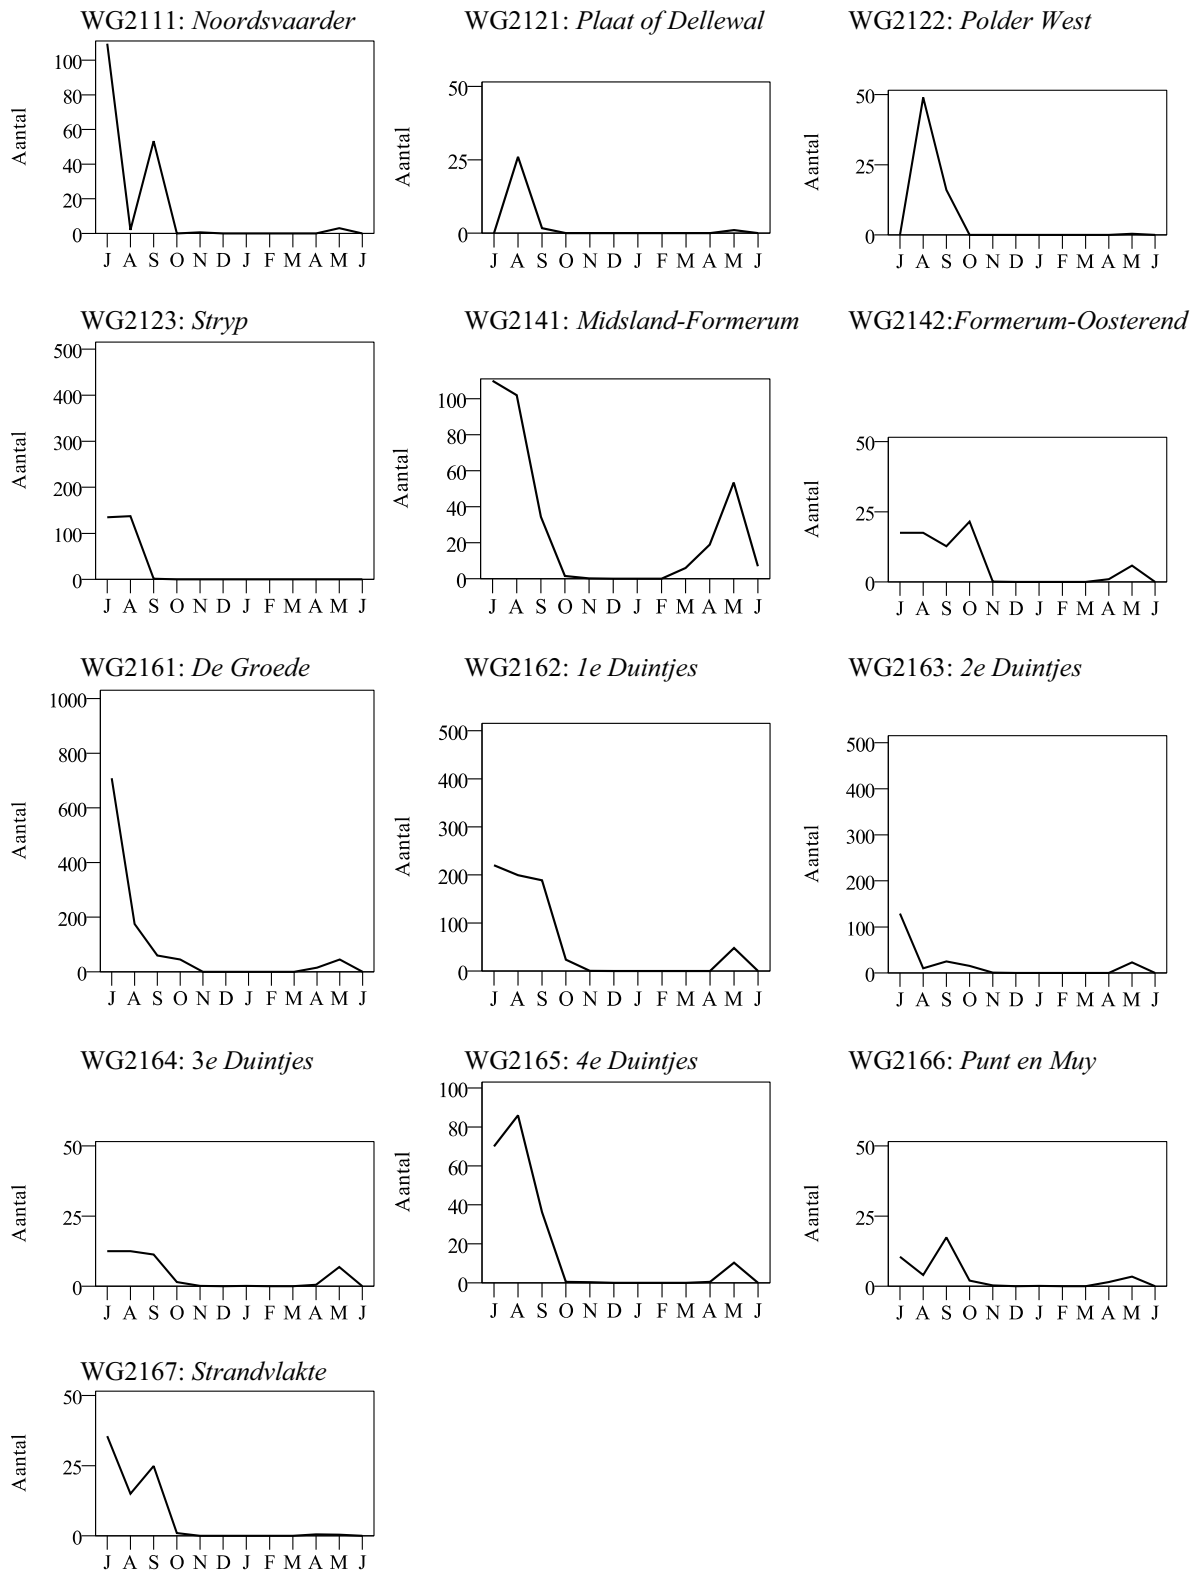 WG2111: Noordsvaarder
Aantal
100
80
60
40
20
0
J A S O N D J F M A M J
WG2121: Plaat of Dellewal
Aantal
50
25
0
J A S O N D J F M A M J
WG2122: Polder West
Aantal
50
25
0
J A S O N D J F M A M J
WG2123: Stryp
Aantal
500
400
300
200
100
0
J A S O N D J F M A M J
WG2141: Midsland-Formerum
Aantal
100
80
60
40
20
0
J A S O N D J F M A M J
WG2142:Formerum-Oosterend
Aantal
50
25
0
J A S O N D J F M A M J
WG2161: De Groede
Aantal
1000
800
600
400
200
0
J A S O N D J F M A M J
WG2162: 1e Duintjes
Aantal
500
400
300
200
100
0
J A S O N D J F M A M J
WG2163: 2e Duintjes
Aantal
500
400
300
200
100
0
J A S O N D J F M A M J
WG2164: 3e Duintjes
Aantal
50
25
0
J A S O N D J F M A M J
WG2165: 4e Duintjes
Aantal
100
80
60
40
20
0
J A S O N D J F M A M J
WG2166: Punt en Muy
Aantal
50
25
0
J A S O N D J F M A M J
WG2167: Strandvlakte
Aantal
50
25
0
J A S O N D J F M A M J